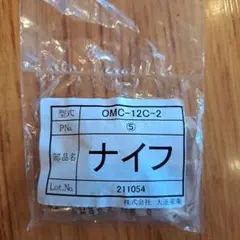 型式 OMC-12C-2
PNo. ⑤
部品名 ナイフ
Lot.No. 211054
株式会社